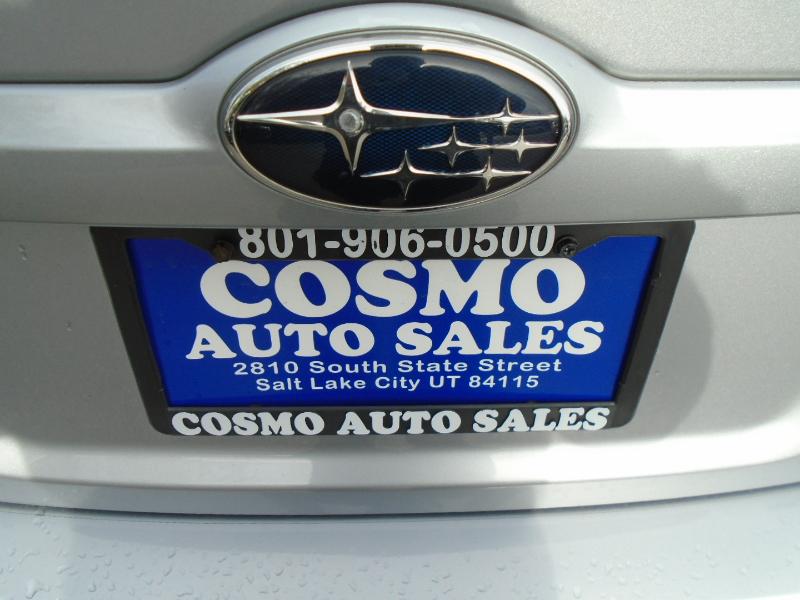 801-906-0500
COSMO
AUTO SALES
2810 South State Street
Salt Lake City UT 84115
COSMO AUTO SALES